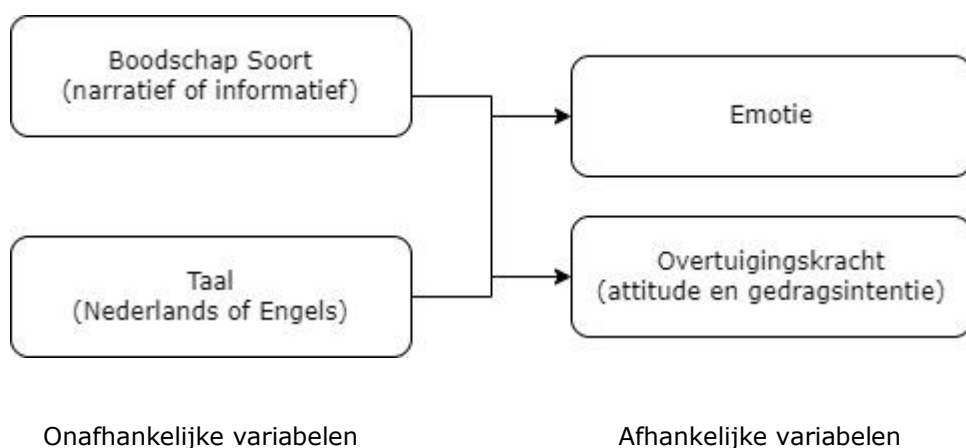 Boodschap Soort
(narratief of informatief)
Emotie
Taal
(Nederlands of Engels)
Overtuigingskracht
(attitude en gedragsintentie)
Onafhankelijke variabelen
Afhankelijke variabelen